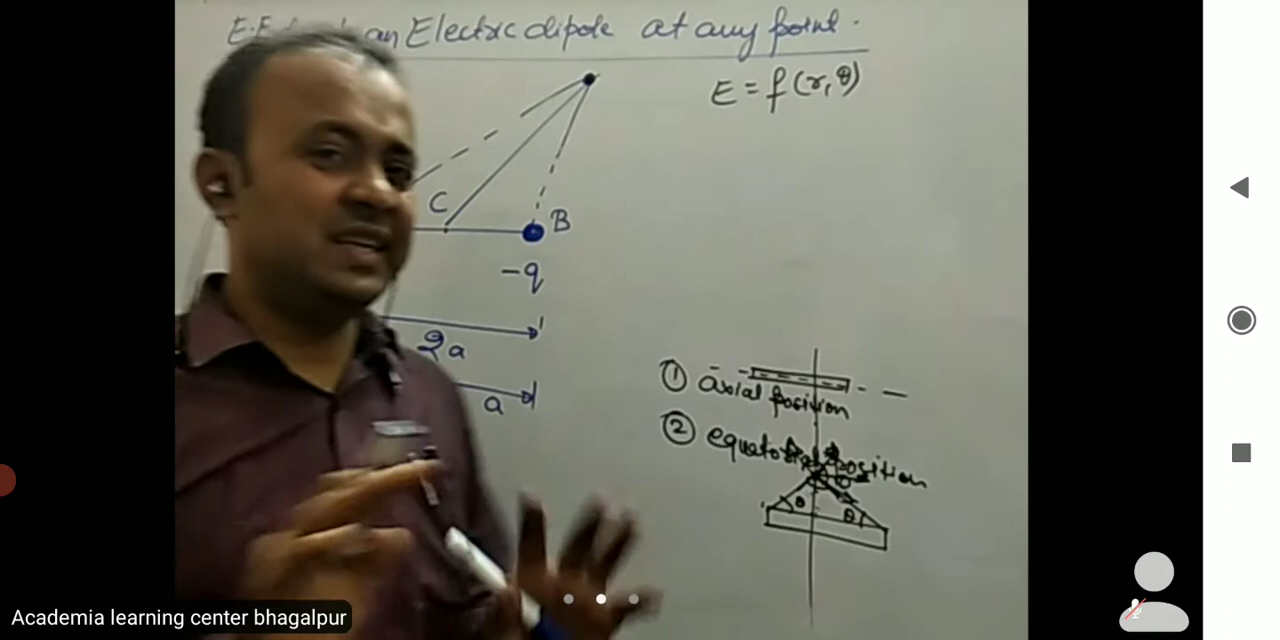 an Electric dipole at any point.
E = f(r, θ)
C
B
-q
2a
a
① axial position
② equatorial position
θ θ
Academia learning center bhagalpur